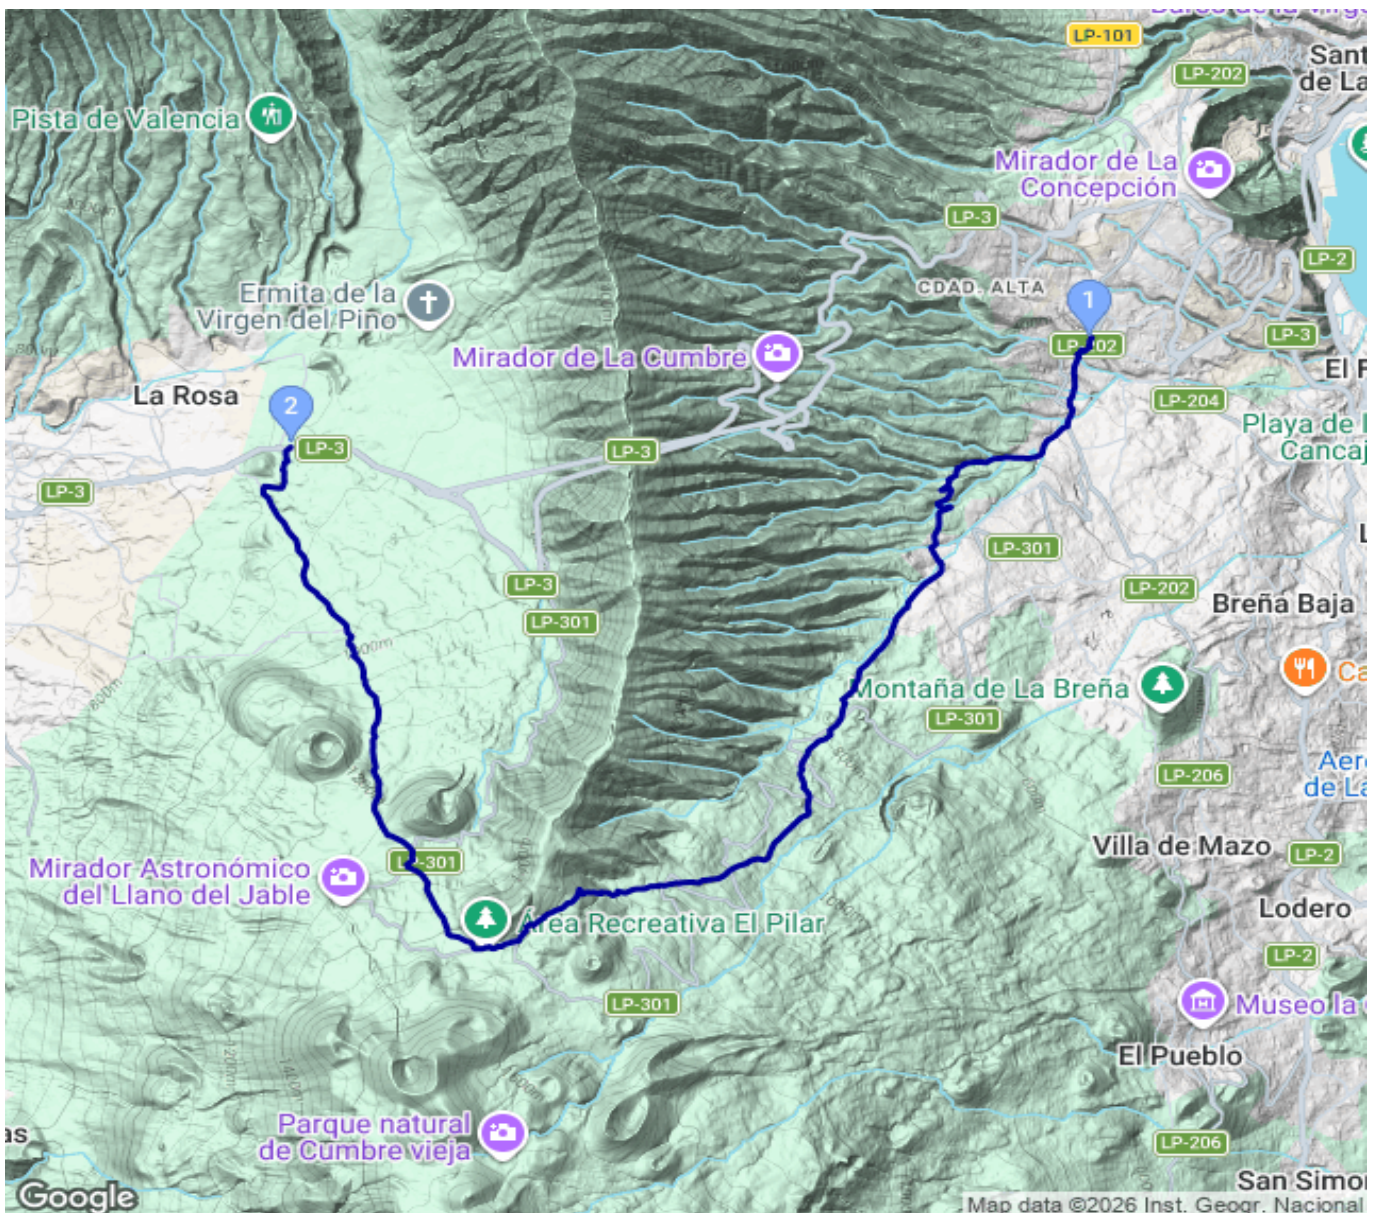 LP-101
LP-202
Sant
de La
Pista de Valencia
Mirador de La
Concepción
LP-3
LP-2
CDAD. ALTA
Ermita de la
Virgen del Pino
1
LP-202
LP-3
El F
Mirador de La Cumbre
La Rosa
2
LP-204
Playa de l
Cancaj
LP-3
LP-3
LP-3
L
LP-301
LP-3
LP-202
Breña Baja
LP-301
Ca
Montaña de La Breña
LP-301
Aer
de La
LP-206
Villa de Mazo
LP-2
LP-301
Mirador Astronómico
del Llano del Jable
Área Recreativa El Pilar
Lodero
LP-2
LP-301
Museo la
El Pueblo
Parque natural
de Cumbre vieja
as
LP-206
San Simo
Google
Map data ©2026 Inst. Geogr. Nacional